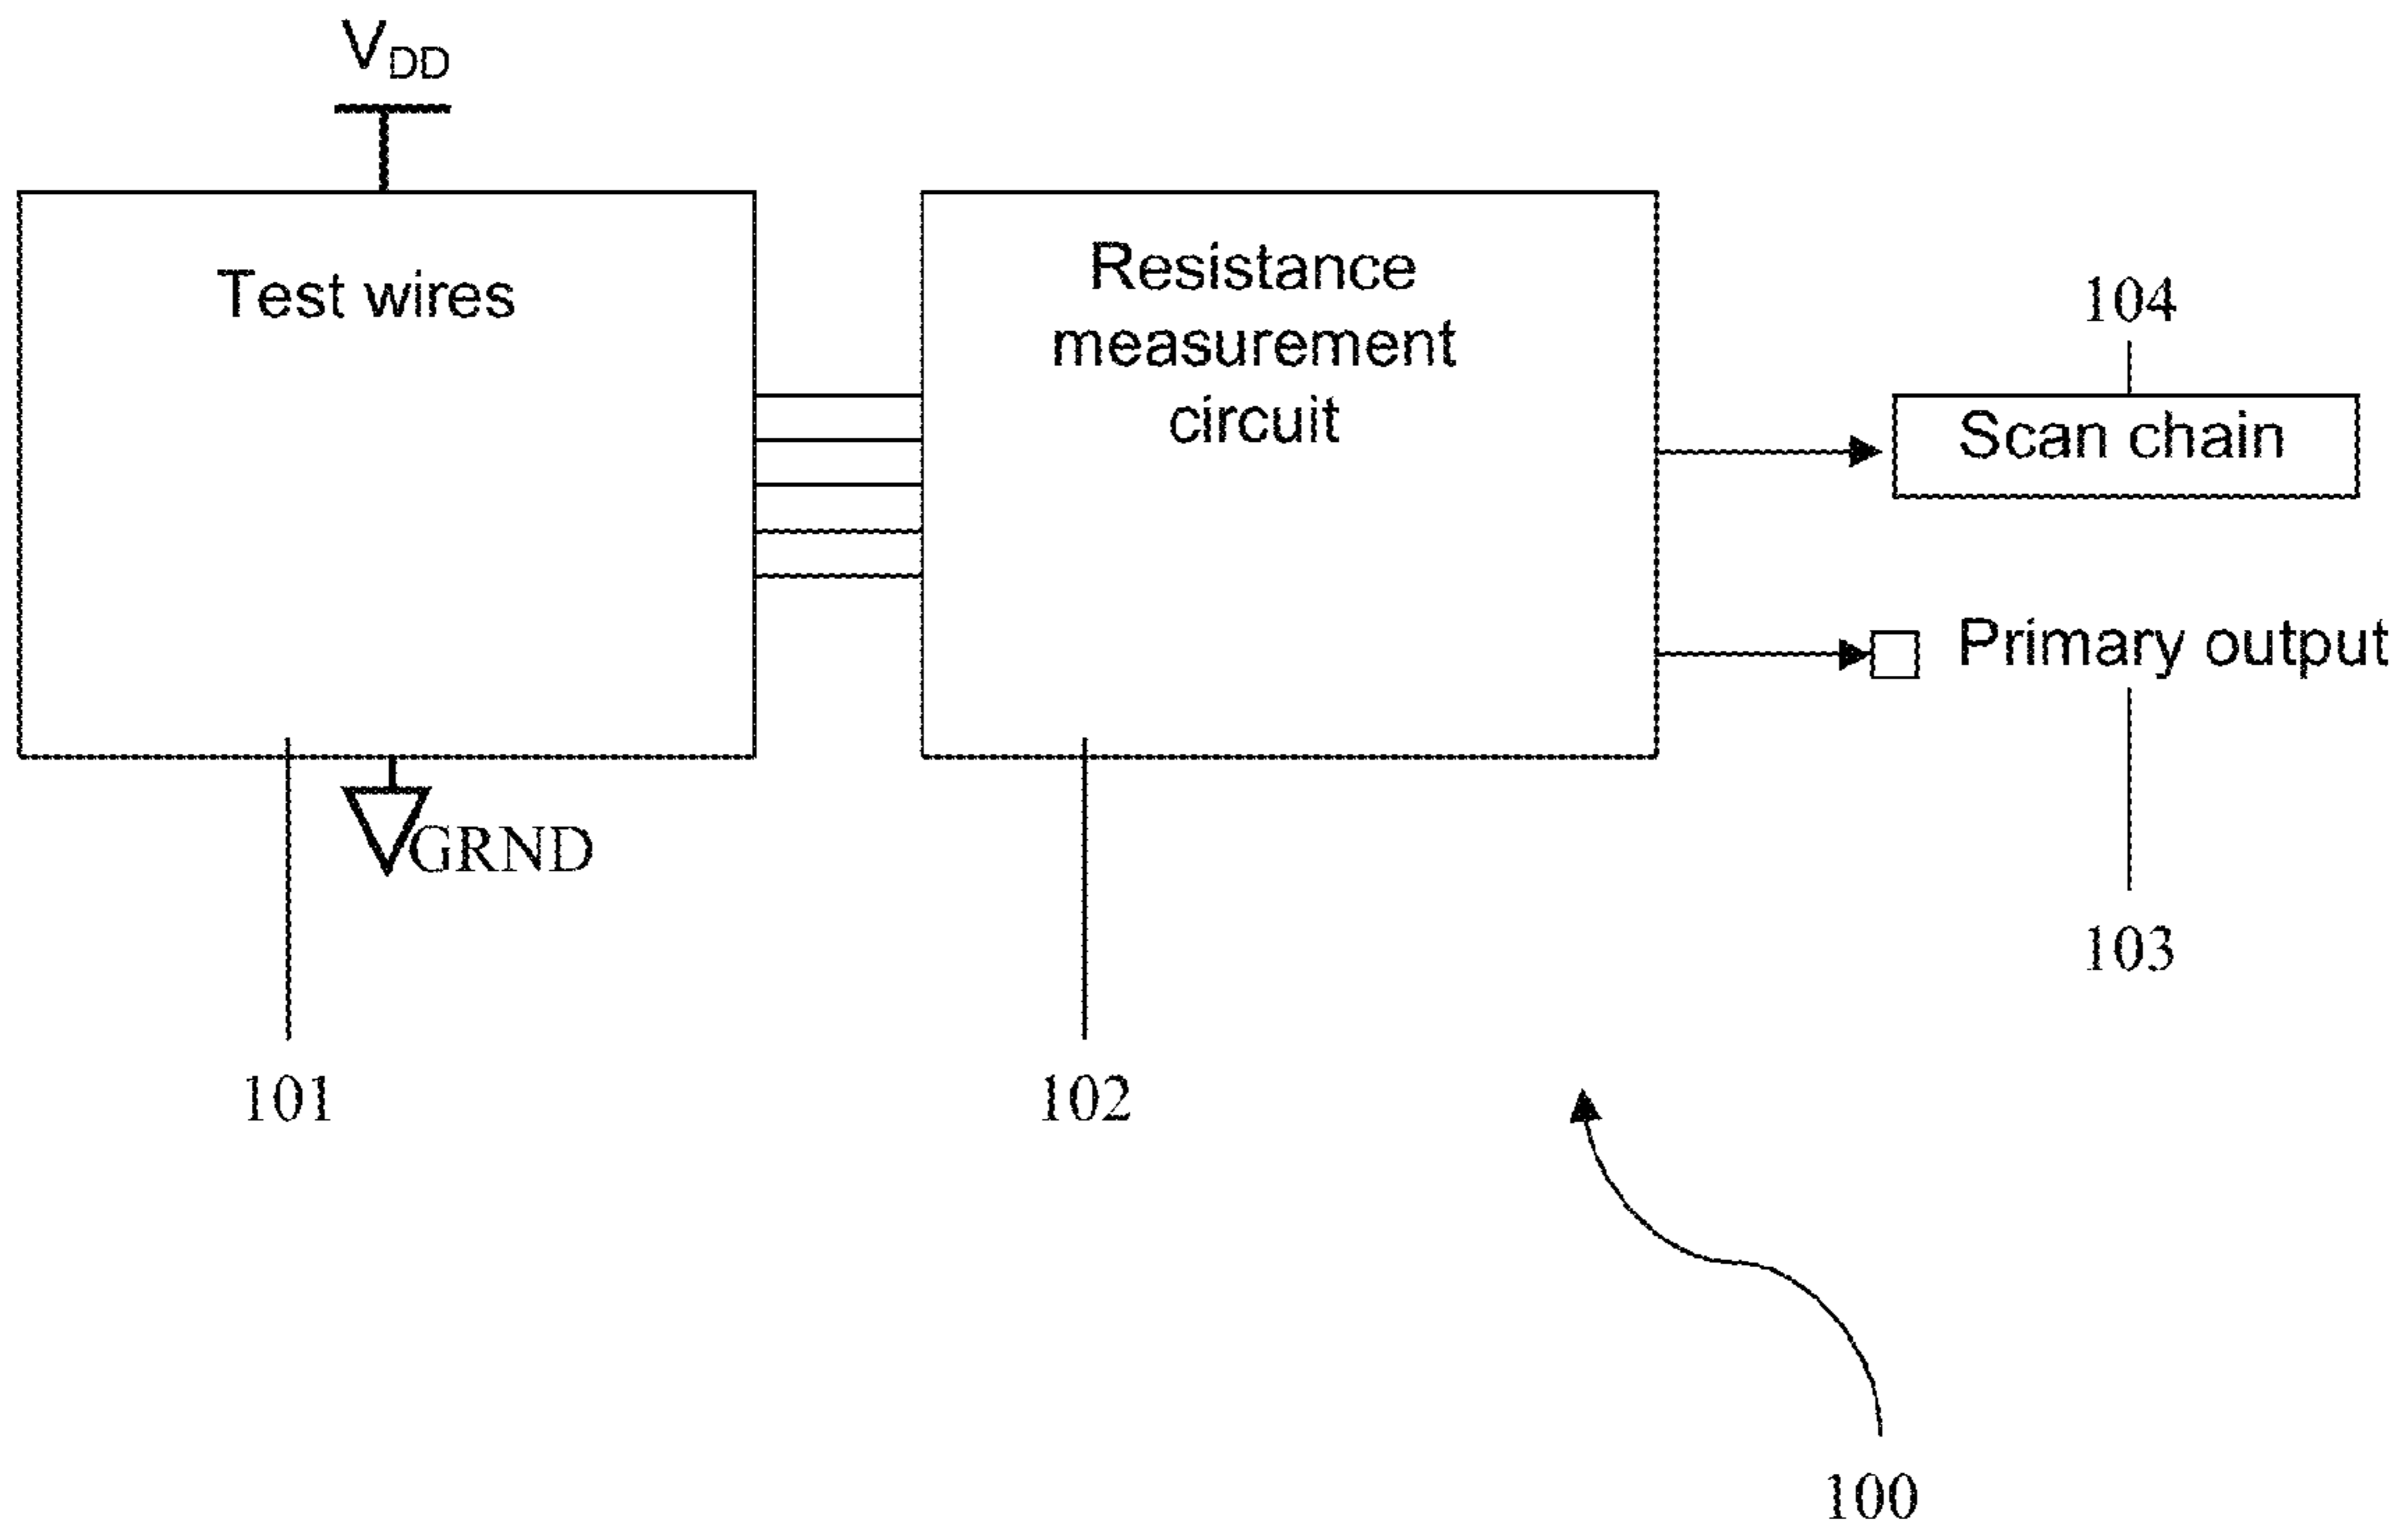 VDD
Test wires
Resistance
measurement
circuit
104
Scan chain
Primary output
GRND
103
101
102
100